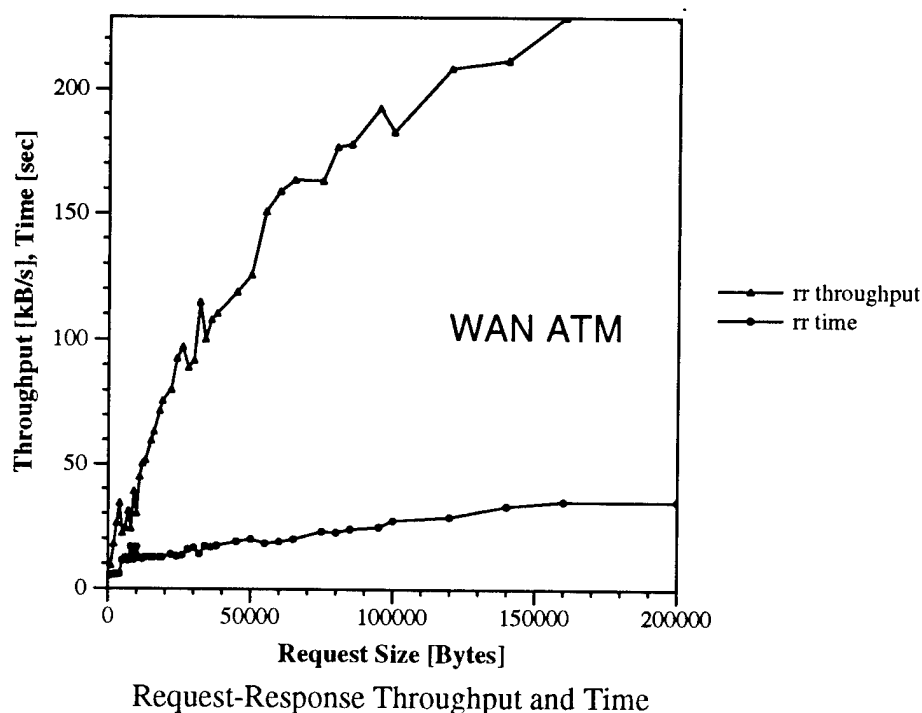 200
150
100
50
0
Throughput [kB/s], Time [sec]
WAN ATM
rr throughput
rr time
0 50000 100000 150000 200000
Request Size [Bytes]
Request-Response Throughput and Time